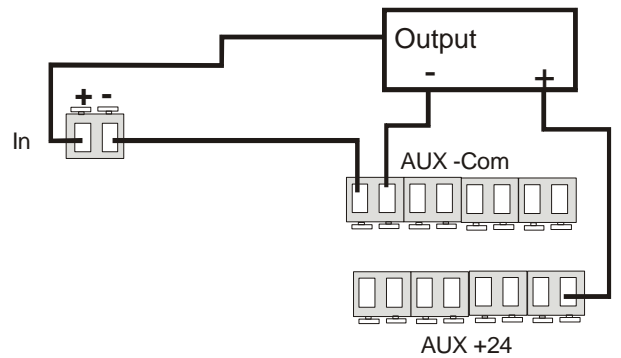 Output
- +
+ -
In
AUX -Com
AUX +24